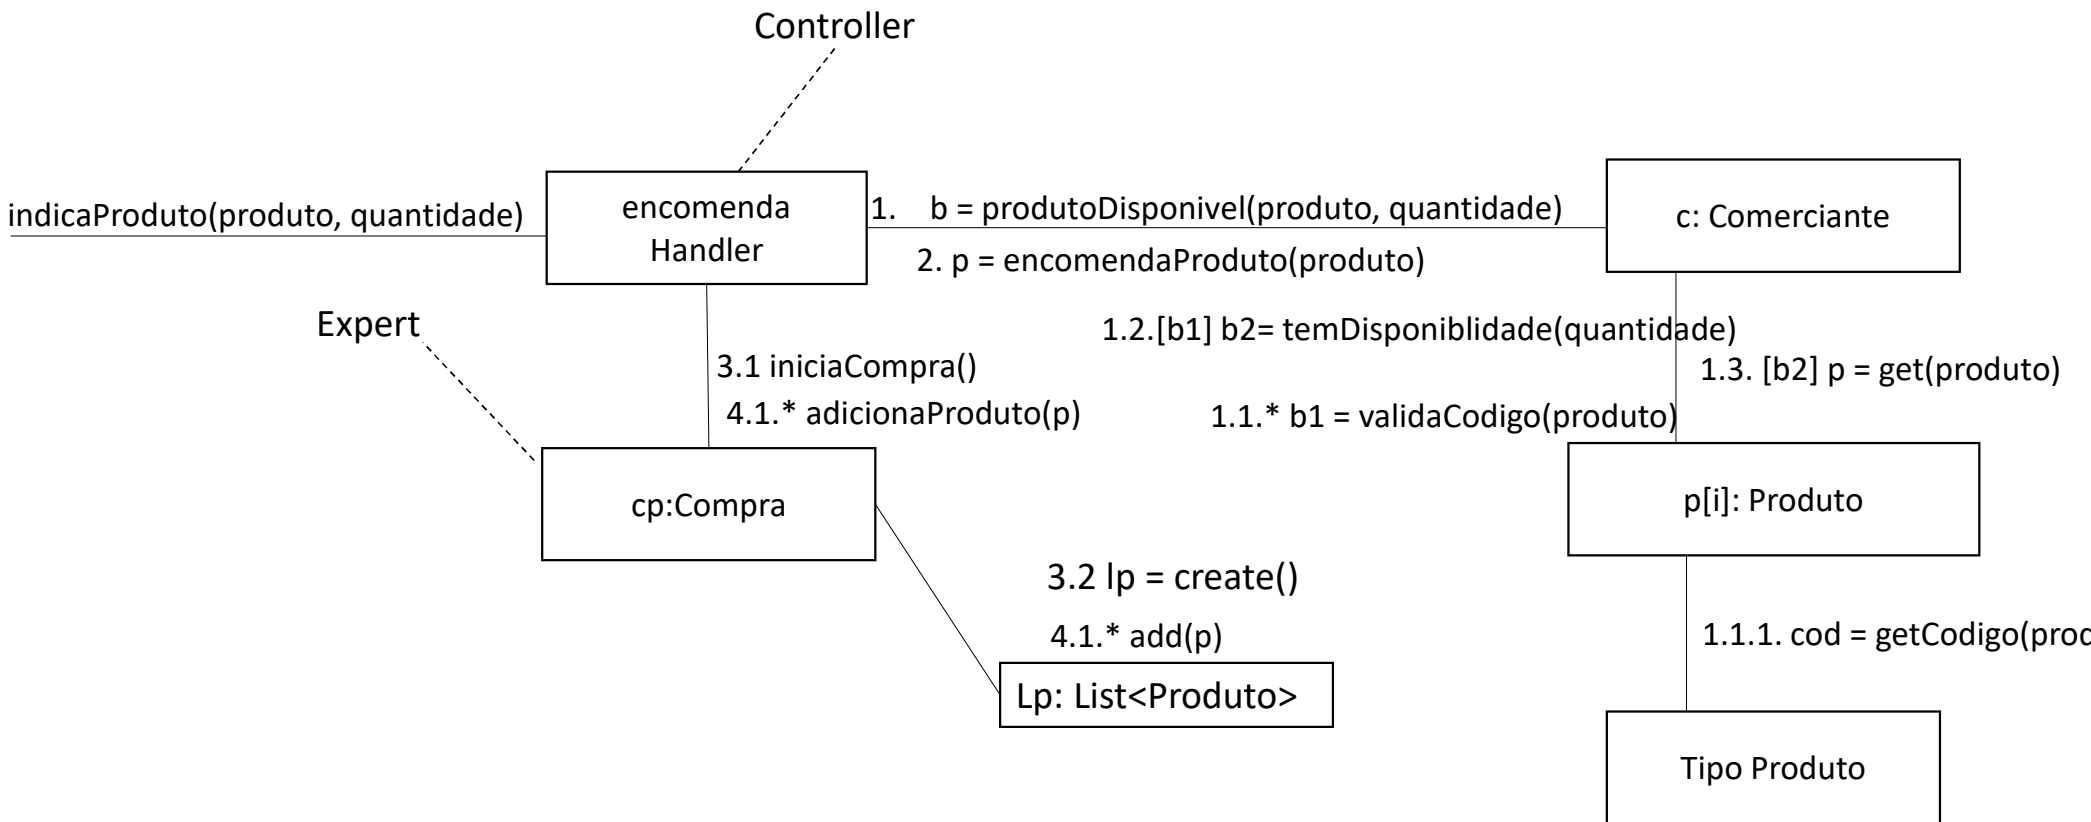 Controller
indicaProduto(produto, quantidade)
encomenda
Handler
1. b = produtoDisponivel(produto, quantidade)
c: Comerciante
2. p = encomendaProduto(produto)
Expert
1.2.[b1] b2= temDisponiblidade(quantidade)
3.1 iniciaCompra()
1.3. [b2] p = get(produto)
4.1.* adicionaProduto(p)
1.1.* b1 = validaCodigo(produto)
cp:Compra
p[i]: Produto
3.2 lp = create()
4.1.* add(p)
1.1.1. cod = getCodigo(prod
Lp: List<Produto>
Tipo Produto